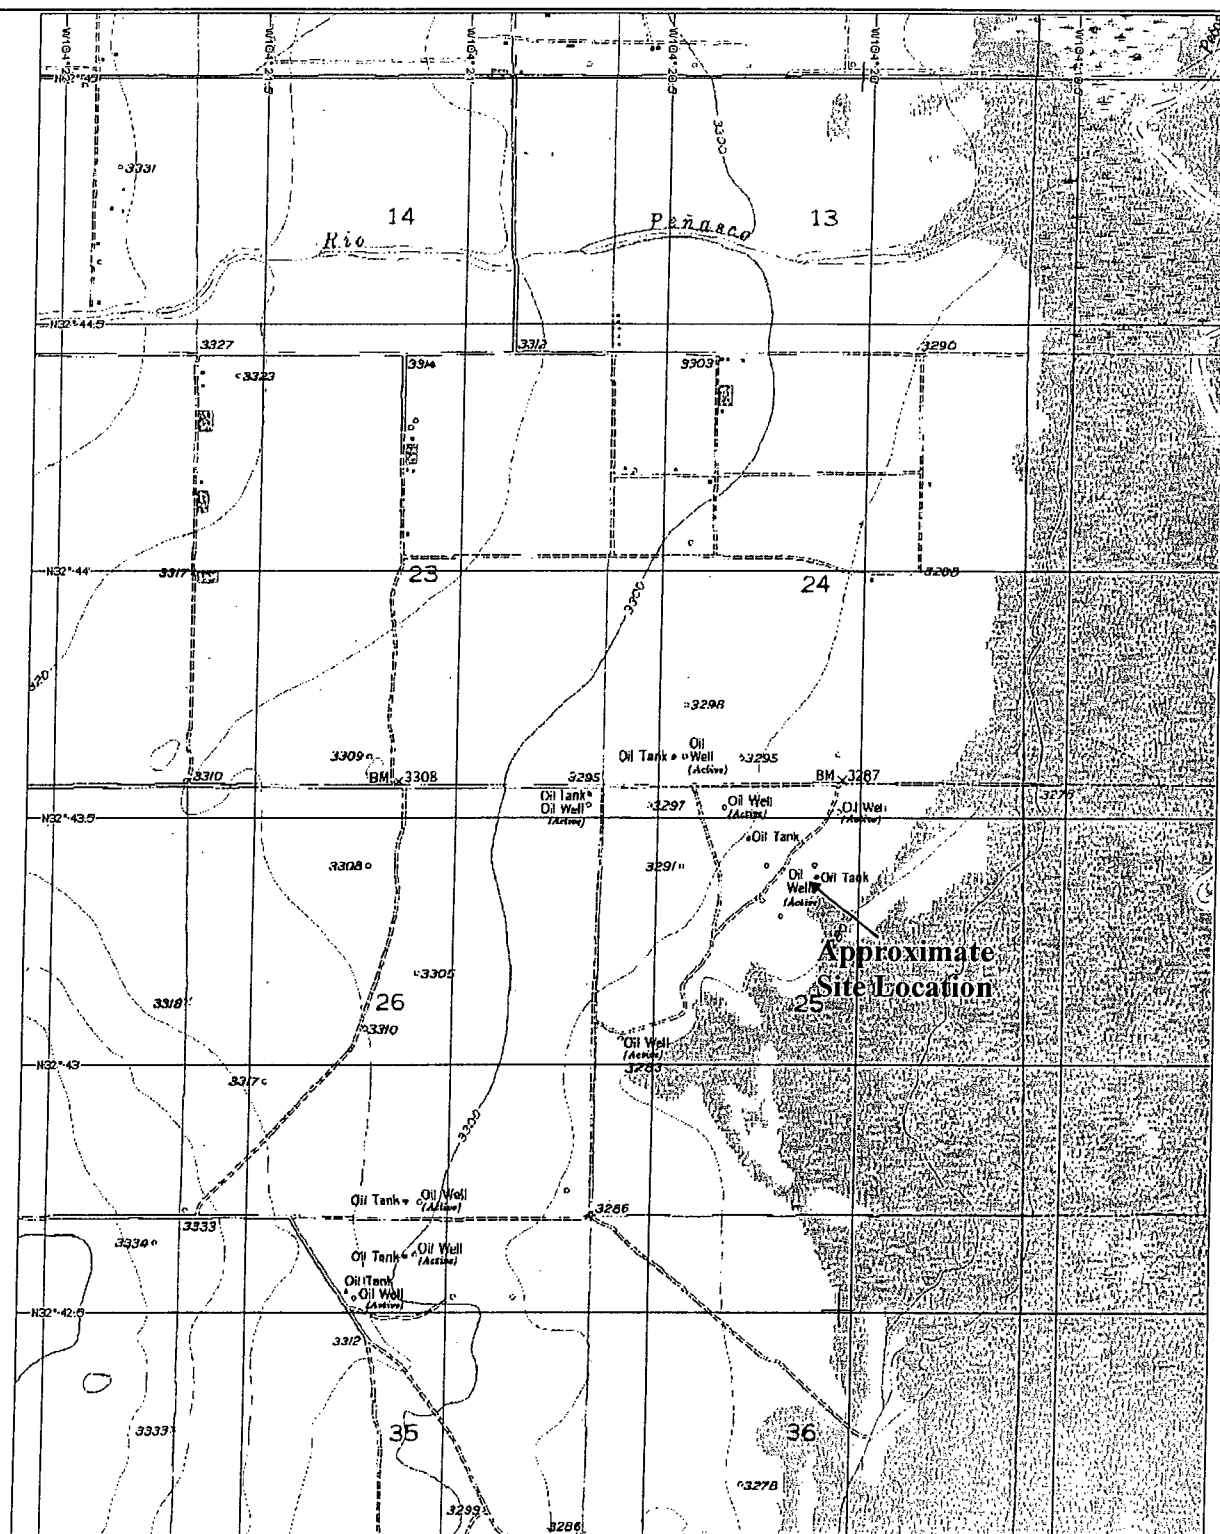 3331
14
13
3300
Rio
Peñasco
N32°44.5
3327
3323
3314
3313
3303
3290
N32°44
3317
23
24
3300
3298
3309
Oil Tank
Oil
Well
(Active)
3295
3310
BM 3308
3295
BM 3287
Oil Tank
Oil Well
(Active)
3297
Oil Well
(Active)
Oil Well
(Active)
N32°43.5
Oil Tank
3308
3291
Oil
Well
(Active)
Oil Tank
Approximate
Site Location
3305
3318
26
25
3310
Oil Well
(Active)
3283
N32°43
3317
3300
Oil Tank
Oil Well
(Active)
3286
3333
3334
Oil Tank
Oil Well
(Active)
Oil Tank
Oil Well
(Active)
N32°42.5
3312
3333
35
36
3278
3299
3286